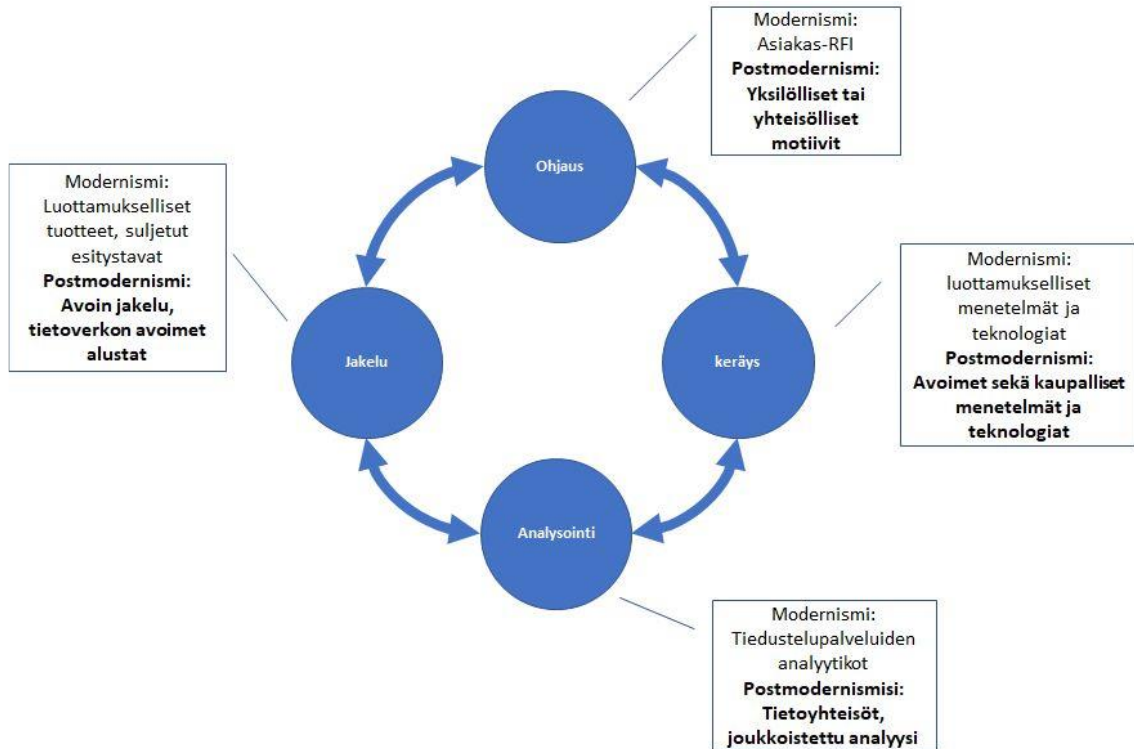 Modernismi:
Asiakas-RFI
Postmodernismi:
Yksilölliset tai
yhteisölliset
motiivit
Ohjaus
Modernismi:
Luottamukselliset
tuotteet, suljetut
esitystavat
Postmodernismi:
Avoin jakelu,
tietoverkon avoimet
alustat
Modernismi:
luottamukselliset
menetelmät ja
teknologiat
Postmodernismi:
Avoimet sekä kaupalliset
menetelmät ja
teknologiat
Jakelu
keräys
Analysointi
Modernismi:
Tiedustelupalveluiden
analyytikot
Postmodernismisi:
Tietoyhteisöt,
joukkoistettu analyysi